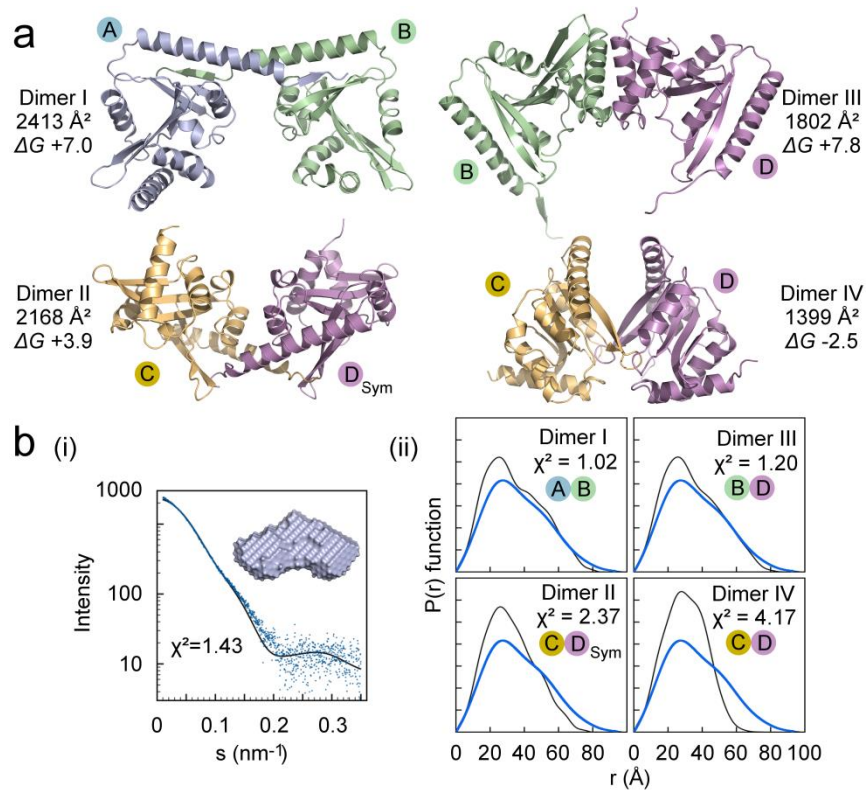 a
A
B
Dimer I
2413 Å²
ΔG +7.0
B
D
Dimer III
1802 Å²
ΔG +7.8
Dimer II
2168 Å²
ΔG +3.9
C
D Sym
C
D
Dimer IV
1399 Å²
ΔG -2.5
b (i)
1000
100
10
Intensity
χ²=1.43
0 0.1 0.2 0.3
s (nm⁻¹)
(ii)
P(r) function
Dimer I
χ² = 1.02
A B
Dimer III
χ² = 1.20
B D
Dimer II
χ² = 2.37
C D Sym
Dimer IV
χ² = 4.17
C D
0 20 40 60 80 0 20 40 60 80 100
r (Å)